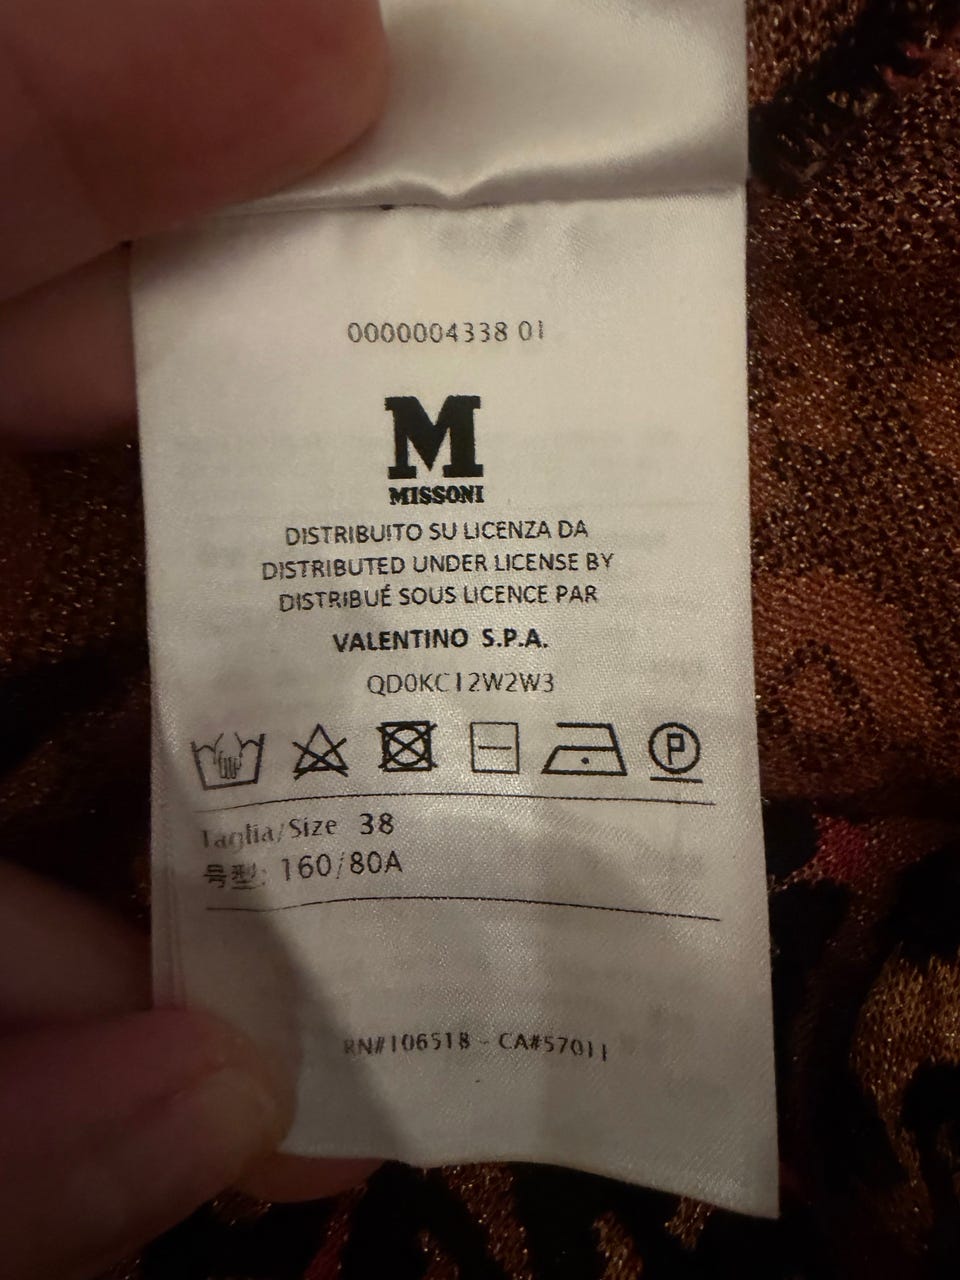 0000004338 01
M
MISSONI
DISTRIBUITO SU LICENZA DA
DISTRIBUTED UNDER LICENSE BY
DISTRIBUÉ SOUS LICENCE PAR
VALENTINO S.P.A.
QD0KC12W2W3
P
Taglia/Size 38
号型: 160/80A
RN#106518 - CA#57011